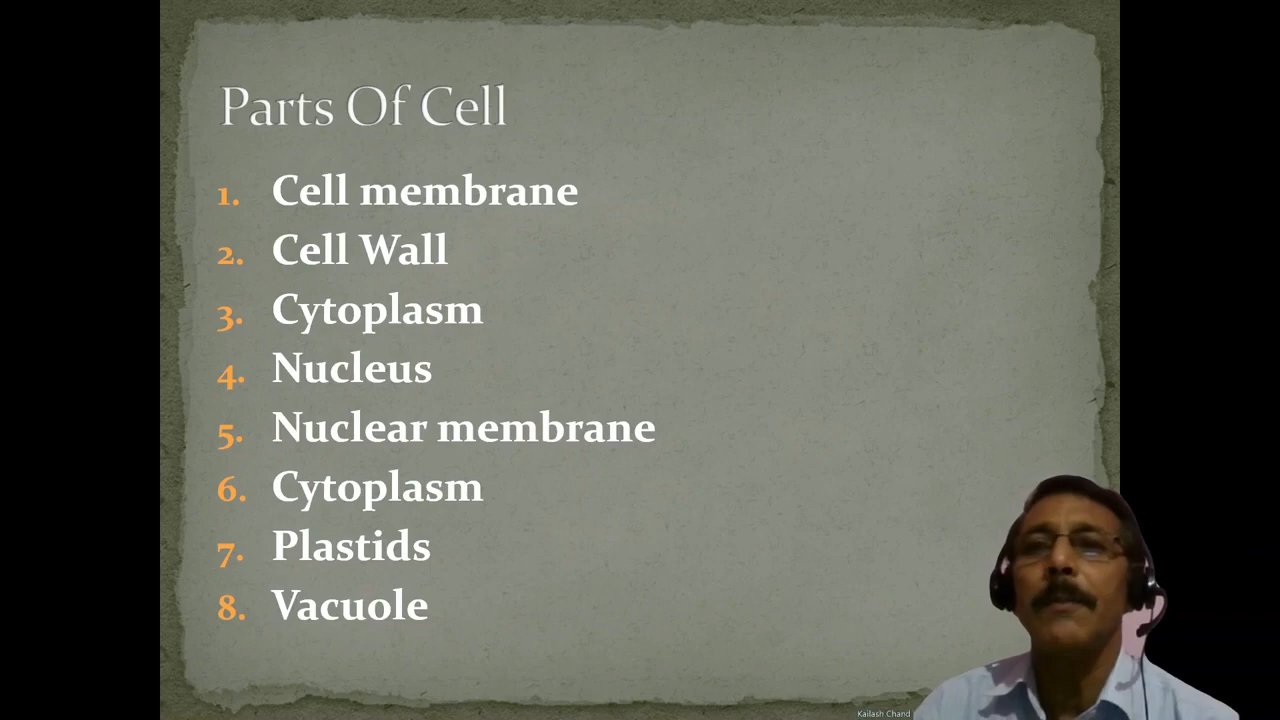 Parts Of Cell
1. Cell membrane
2. Cell Wall
3. Cytoplasm
4. Nucleus
5. Nuclear membrane
6. Cytoplasm
7. Plastids
8. Vacuole
Kailash Chand